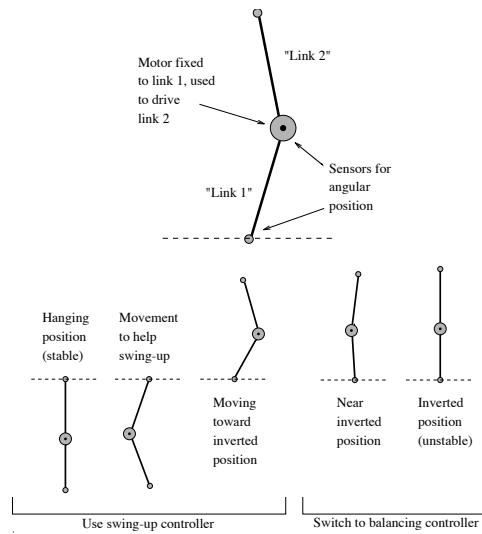 "Link 2"
Motor fixed
to link 1, used
to drive
link 2
Sensors for
angular
position
"Link 1"
Hanging
position
(stable)
Movement
to help
swing-up
Moving
toward
inverted
position
Near
inverted
position
Inverted
position
(unstable)
Use swing-up controller
Switch to balancing controller